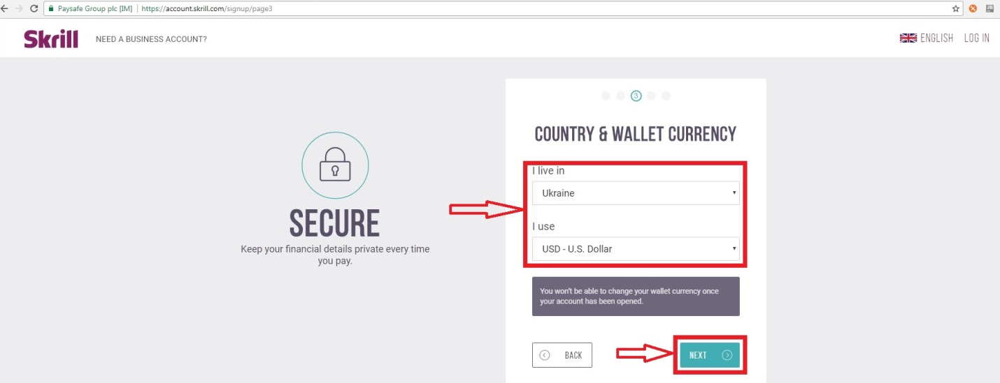 Paysafe Group plc [IM] | https://account.skrill.com/signup/page3
Skrill
NEED A BUSINESS ACCOUNT?
ENGLISH
LOG IN
SECURE
Keep your financial details private every time
you pay.
3
COUNTRY & WALLET CURRENCY
I live in
Ukraine
I use
USD - U.S. Dollar
You won't be able to change your wallet currency once
your account has been opened.
BACK
NEXT